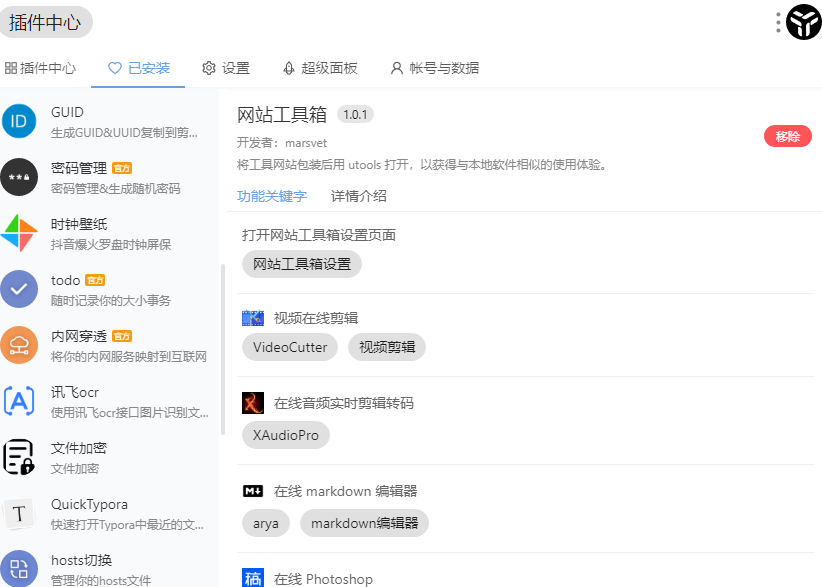 插件中心
插件中心 已安装 设置 超级面板 帐号与数据
ID
GUID
生成GUID&UUID复制到剪...
密码管理 官方
密码管理&生成随机密码
时钟壁纸
抖音爆火罗盘时钟屏保
todo 官方
随时记录你的大小事务
内网穿透 官方
将你的内网服务映射到互联网
A
讯飞ocr
使用讯飞ocr接口图片识别文...
文件加密
文件加密
T
QuickTypora
快速打开Typora中最近的文...
hosts切换
管理你的hosts文件
网站工具箱 1.0.1
开发者：marsvet
移除
将工具网站包装后用 utools 打开，以获得与本地软件相似的使用体验。
功能关键字 详情介绍
打开网站工具箱设置页面
网站工具箱设置
视频在线剪辑
VideoCutter 视频剪辑
X 在线音频实时剪辑转码
XAudioPro
M 在线 markdown 编辑器
arya markdown编辑器
搞 在线 Photoshop